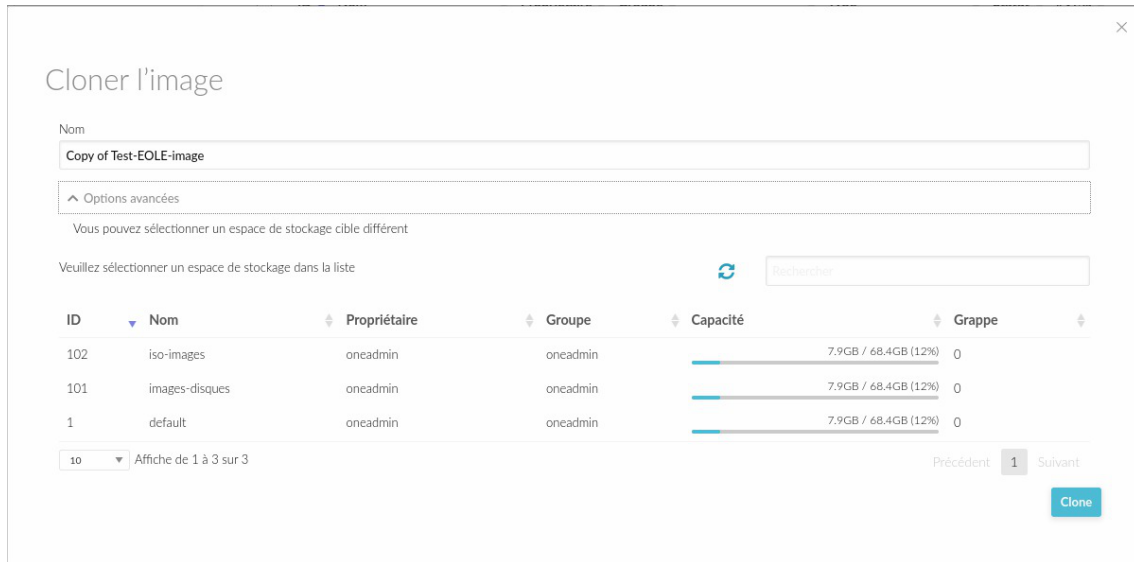 Cloner l’image
Nom
Copy of Test-EOLE-image
Options avancées
Vous pouvez sélectionner un espace de stockage cible différent
Veuillez sélectionner un espace de stockage dans la liste
Rechercher
ID Nom Propriétaire Groupe Capacité Grappe
102 iso-images oneadmin oneadmin 7.9GB / 68.4GB (12%) 0
101 images-disques oneadmin oneadmin 7.9GB / 68.4GB (12%) 0
1 default oneadmin oneadmin 7.9GB / 68.4GB (12%) 0
10 Affiche de 1 à 3 sur 3 Précédent 1 Suivant
Clone